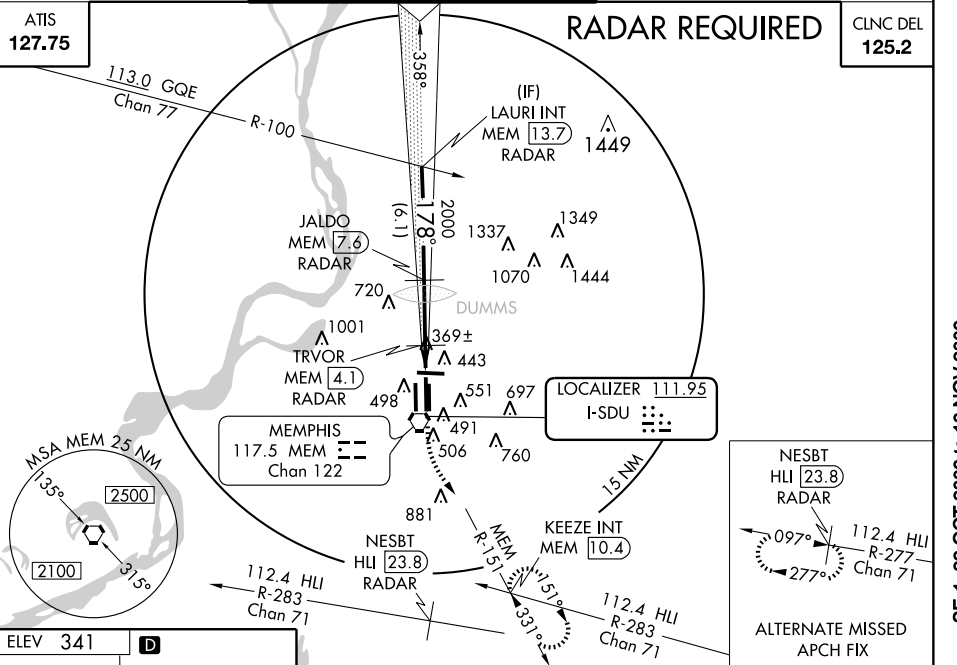 ATIS
127.75
RADAR REQUIRED
CLNC DEL
125.2
358°
113.0 GQE
Chan 77
R-100
(IF)
LAURI INT
MEM 13.7
RADAR
1449
2000
178°
(6.1)
JALDO
MEM 7.6
RADAR
1337
1349
1070
1444
720
DUMMS
1001
369±
TRVOR
MEM 4.1
RADAR
443
498
551
697
LOCALIZER 111.95
I-SDU
491
MEMPHIS
117.5 MEM
Chan 122
506
760
MSA MEM 25 NM
135°
2500
2100
315°
15 NM
881
NESBT
HLI 23.8
RADAR
MEM
R-151
KEEZE INT
MEM 10.4
151°
331°
112.4 HLI
R-283
Chan 71
112.4 HLI
R-283
Chan 71
NESBT
HLI 23.8
RADAR
097°
277°
112.4 HLI
R-277
Chan 71
ALTERNATE MISSED
APCH FIX
ELEV 341
D